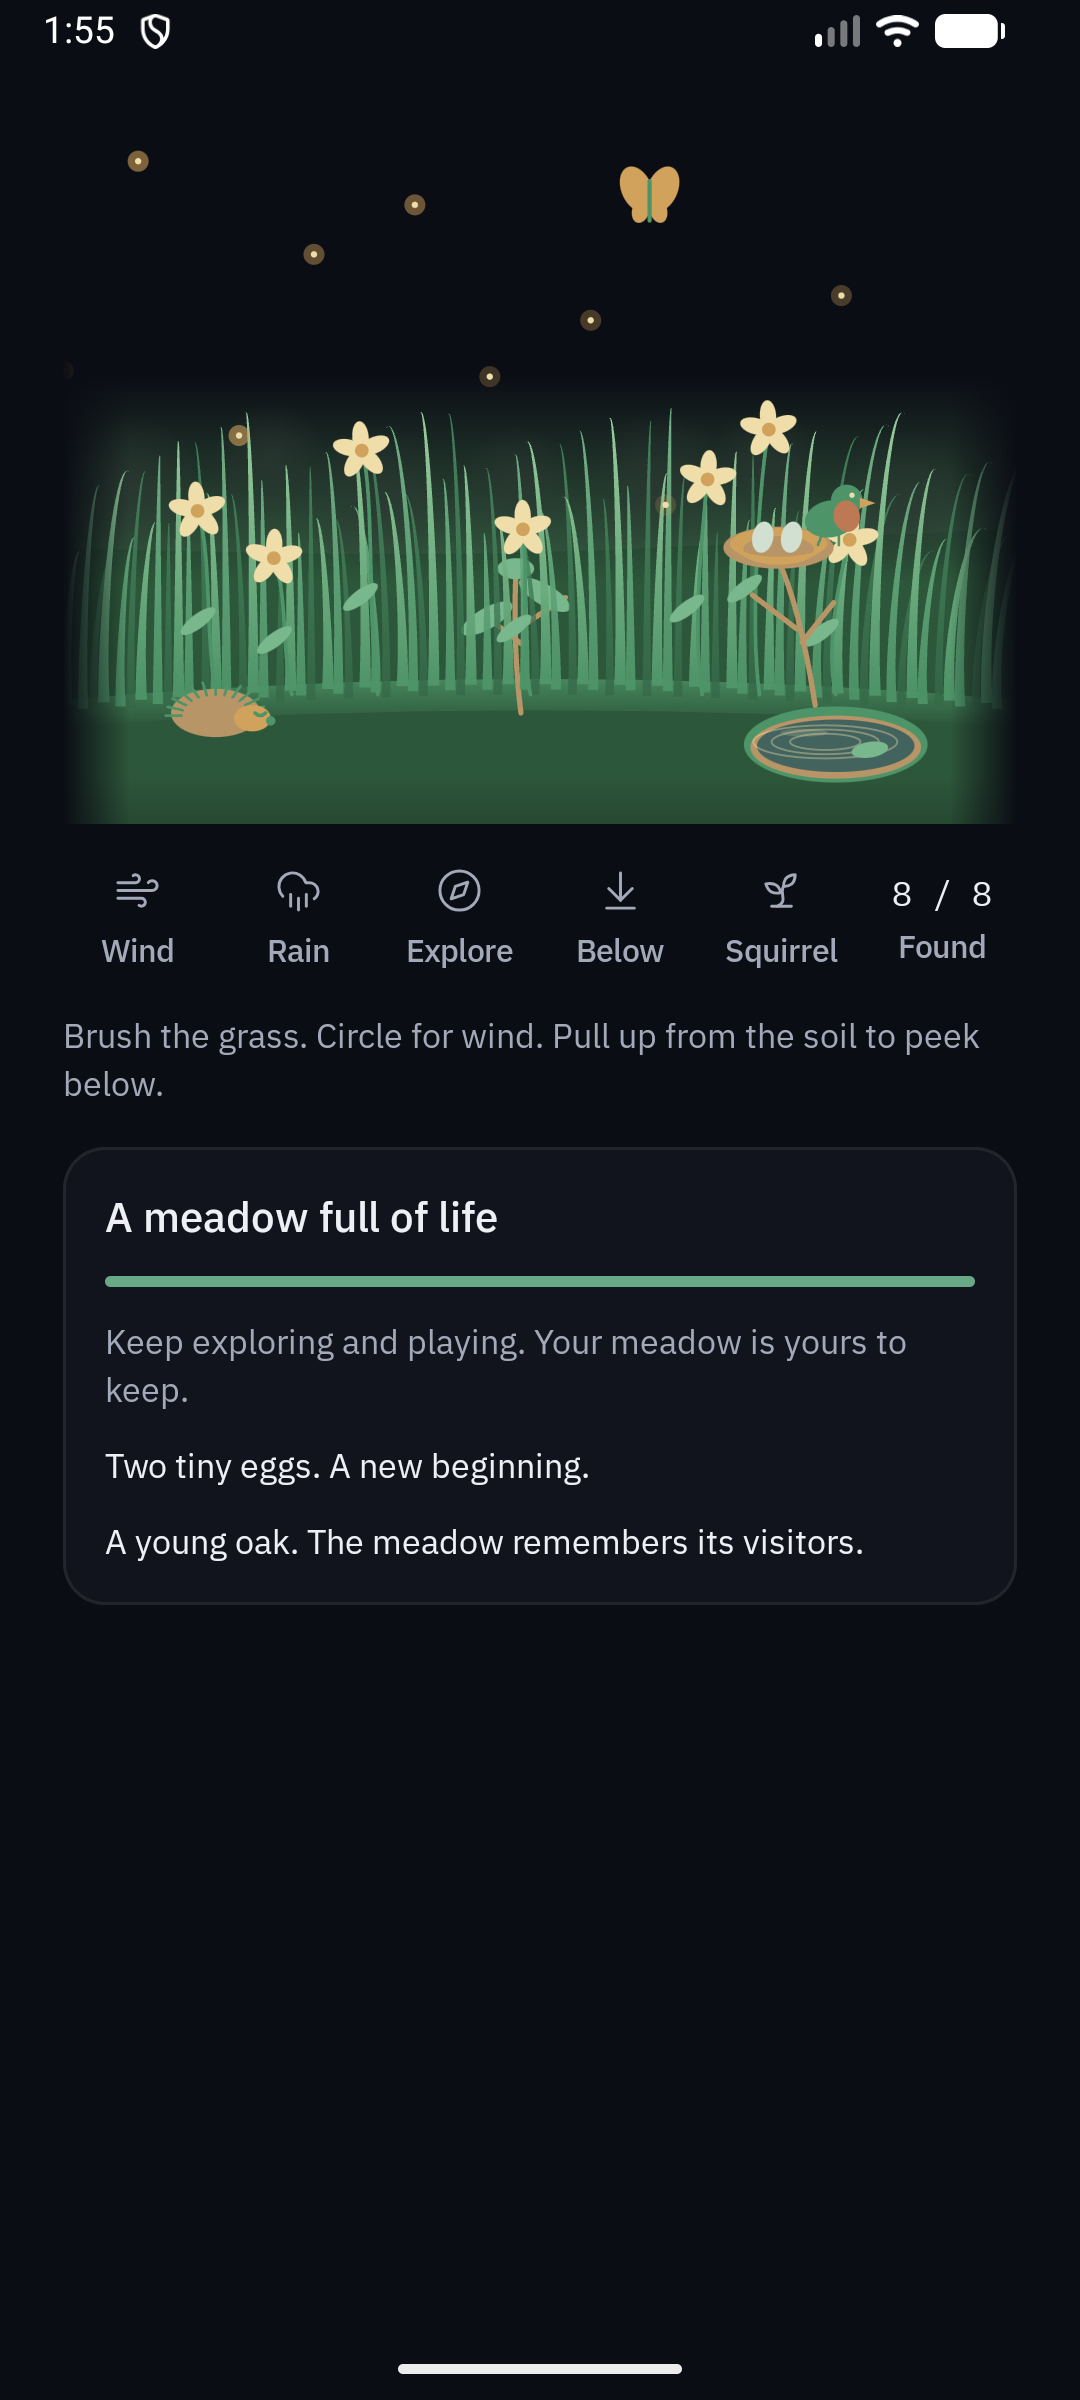 1:55
Wind
Rain
Explore
Below
Squirrel
8 / 8
Found
Brush the grass. Circle for wind. Pull up from the soil to peek
below.
A meadow full of life
Keep exploring and playing. Your meadow is yours to
keep.
Two tiny eggs. A new beginning.
A young oak. The meadow remembers its visitors.